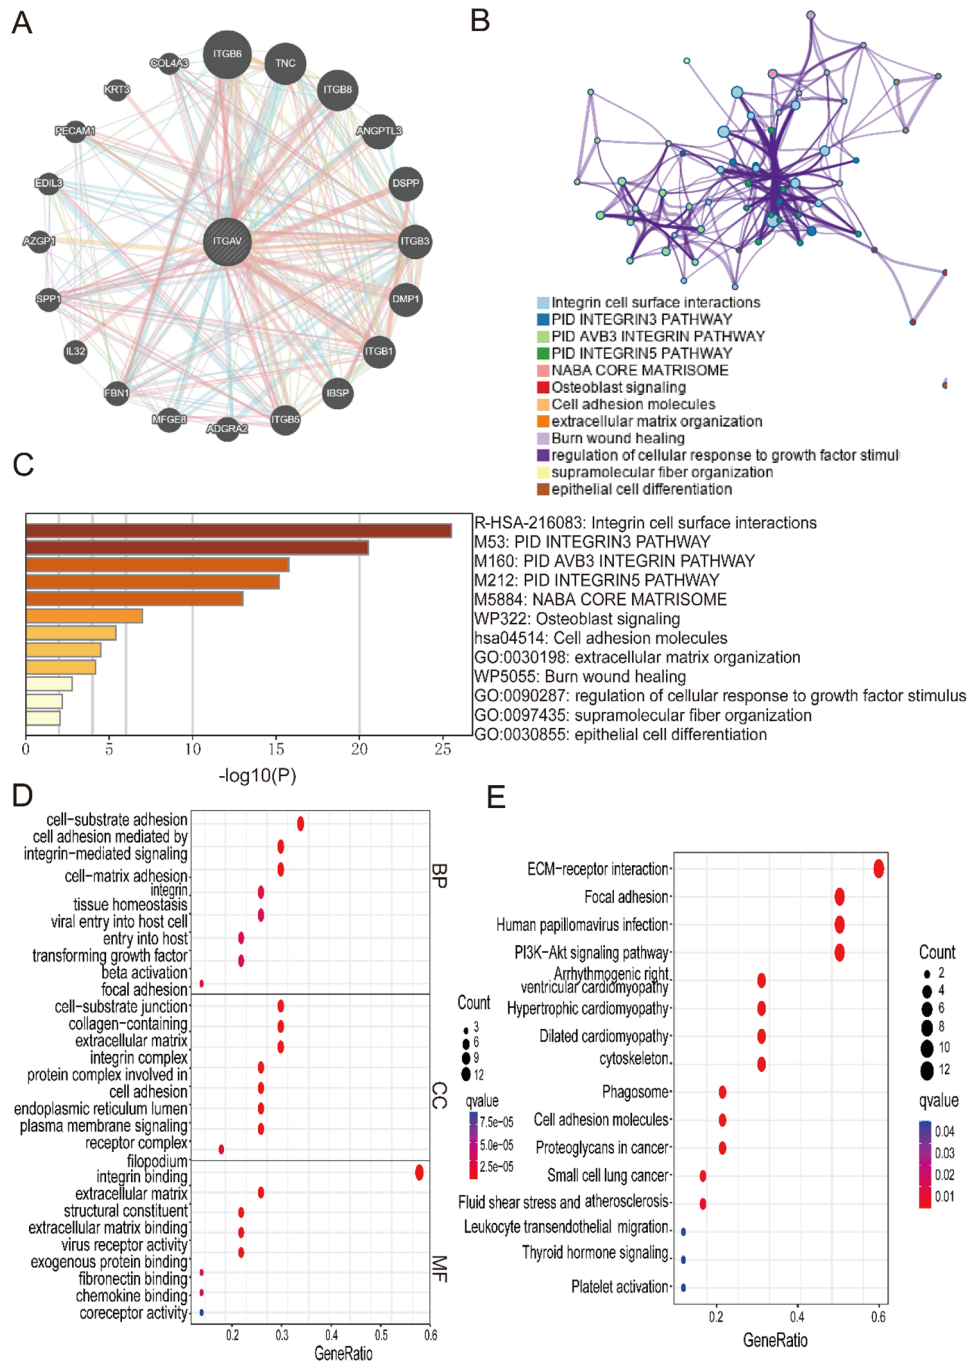 A
ITGB6
TNC
ITGB8
ANGPTL3
DSPP
ITGB3
DMP1
ITGB1
IBSP
ITGB5
ADGRA2
MFGE8
FBN1
IL32
SPP1
AZGP1
EDIL3
PECAM1
KRT3
COL4A3
ITGAV
B
Integrin cell surface interactions
PID INTEGRIN3 PATHWAY
PID AVB3 INTEGRIN PATHWAY
PID INTEGRIN5 PATHWAY
NABA CORE MATRISOME
Osteoblast signaling
Cell adhesion molecules
extracellular matrix organization
Burn wound healing
regulation of cellular response to growth factor stimul
supramolecular fiber organization
epithelial cell differentiation
C
R-HSA-216083: Integrin cell surface interactions
M53: PID INTEGRIN3 PATHWAY
M160: PID AVB3 INTEGRIN PATHWAY
M212: PID INTEGRIN5 PATHWAY
M5884: NABA CORE MATRISOME
WP322: Osteoblast signaling
hsa04514: Cell adhesion molecules
GO:0030198: extracellular matrix organization
WP5055: Burn wound healing
GO:0090287: regulation of cellular response to growth factor stimulus
GO:0097435: supramolecular fiber organization
GO:0030855: epithelial cell differentiation
0 5 10 15 20 25
-log10(P)
D
cell-substrate adhesion
cell adhesion mediated by
integrin-mediated signaling
cell-matrix adhesion
integrin
tissue homeostasis
viral entry into host cell
entry into host
transforming growth factor
beta activation
focal adhesion
BP
cell-substrate junction
collagen-containing
extracellular matrix
integrin complex
protein complex involved in
cell adhesion
endoplasmic reticulum lumen
plasma membrane signaling
receptor complex
filopodium
CC
integrin binding
extracellular matrix
structural constituent
extracellular matrix binding
virus receptor activity
exogenous protein binding
fibronectin binding
chemokine binding
coreceptor activity
MF
0.2 0.3 0.4 0.5 0.6
GeneRatio
Count
3
6
9
12
qvalue
7.5e-05
5.0e-05
2.5e-05
E
ECM-receptor interaction
Focal adhesion
Human papillomavirus infection
PI3K-Akt signaling pathway
Arrhythmogenic right
ventricular cardiomyopathy
Hypertrophic cardiomyopathy
Dilated cardiomyopathy
cytoskeleton
Phagosome
Cell adhesion molecules
Proteoglycans in cancer
Small cell lung cancer
Fluid shear stress and atherosclerosis
Leukocyte transendothelial migration
Thyroid hormone signaling
Platelet activation
0.2 0.4 0.6
GeneRatio
Count
2
4
6
8
10
12
qvalue
0.04
0.03
0.02
0.01